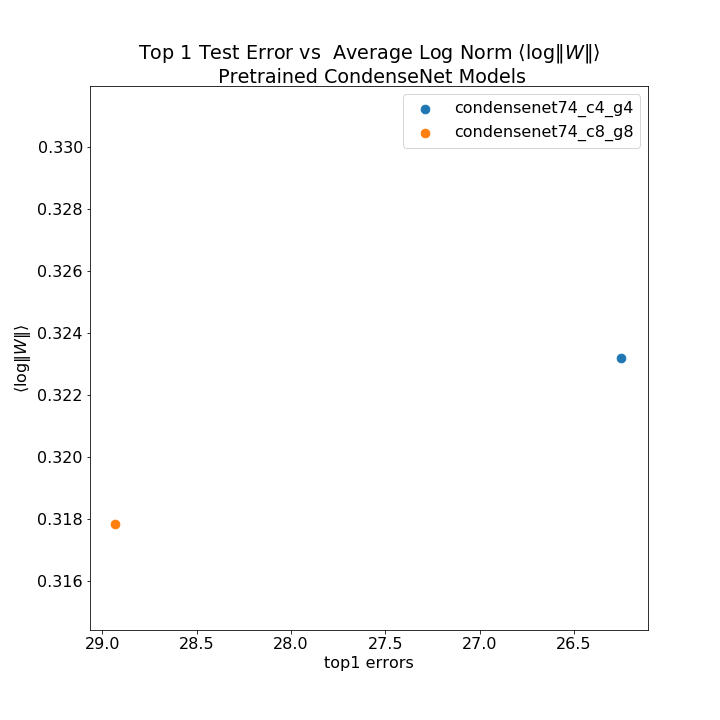 Top 1 Test Error vs  Average Log Norm ⟨log‖W‖⟩
Pretrained CondenseNet Models
condensenet74_c4_g4
condensenet74_c8_g8
0.330
0.328
0.326
0.324
0.322
0.320
0.318
0.316
⟨log‖W‖⟩
29.0 28.5 28.0 27.5 27.0 26.5
top1 errors